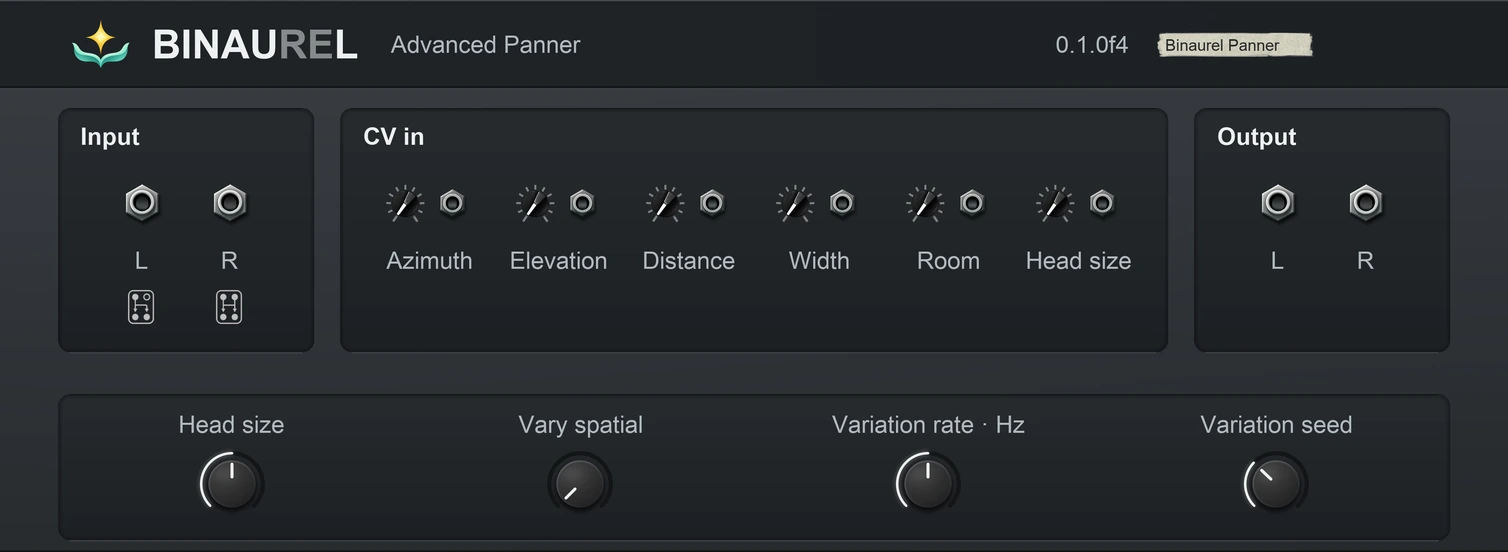 BINAUREL Advanced Panner 0.1.0f4 Binaurel Panner
Input
L R
CV in
Azimuth Elevation Distance Width Room Head size
Output
L R
Head size Vary spatial Variation rate · Hz Variation seed